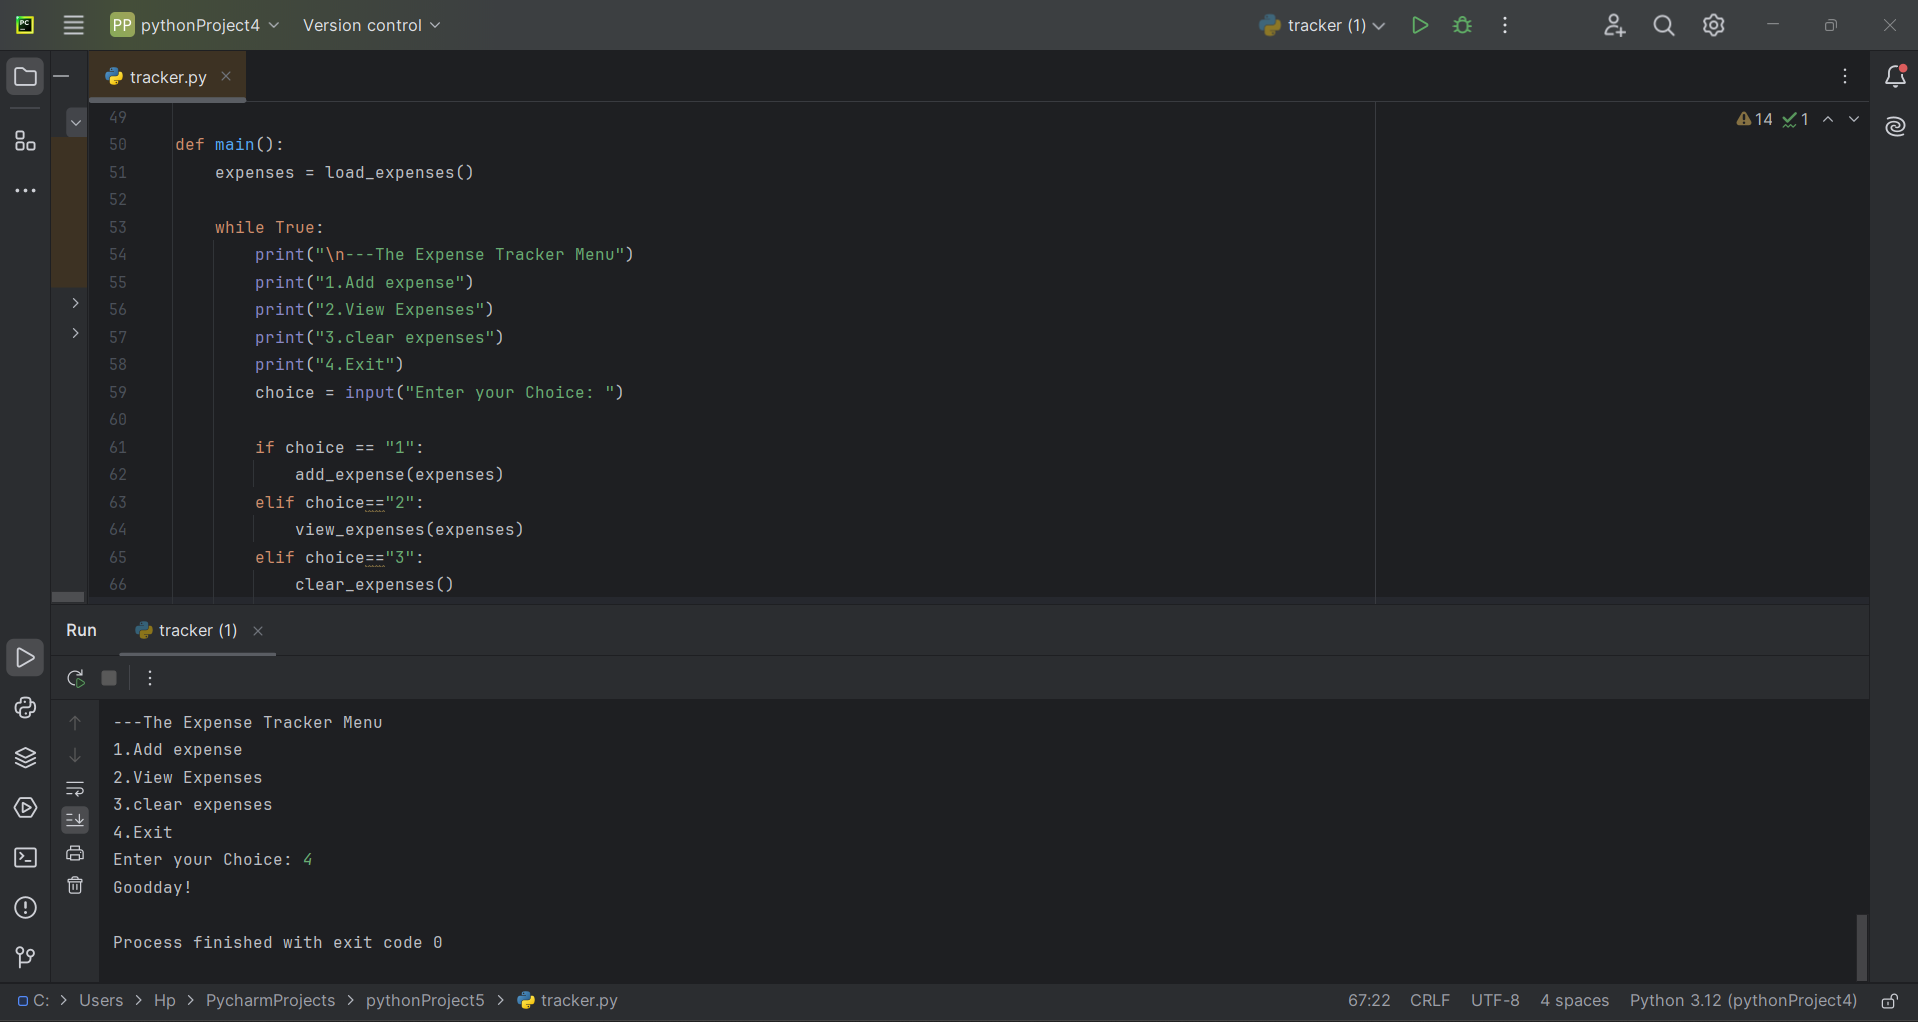 PC
PP pythonProject4 Version control tracker (1)
tracker.py
14 1
49
50 def main():
51 expenses = load_expenses()
52
53 while True:
54 print("\n---The Expense Tracker Menu")
55 print("1.Add expense")
56 print("2.View Expenses")
57 print("3.clear expenses")
58 print("4.Exit")
59 choice = input("Enter your Choice: ")
60
61 if choice == "1":
62 add_expense(expenses)
63 elif choice=="2":
64 view_expenses(expenses)
65 elif choice=="3":
66 clear_expenses()
Run tracker (1)
---The Expense Tracker Menu
1.Add expense
2.View Expenses
3.clear expenses
4.Exit
Enter your Choice: 4
Goodday!
Process finished with exit code 0
C: > Users > Hp > PycharmProjects > pythonProject5 > tracker.py 67:22 CRLF UTF-8 4 spaces Python 3.12 (pythonProject4)